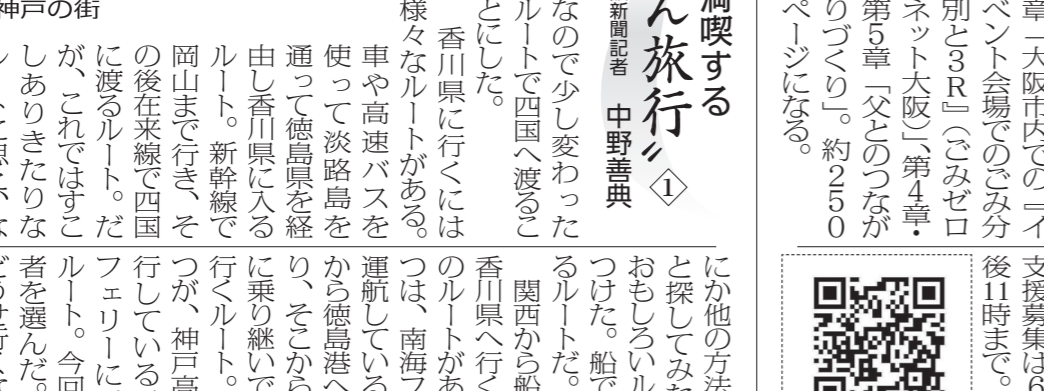 章「大阪市内での『イ
ベント会場でのごみ分
別と3R』（ごみゼロ
ネット大阪）」、第4章・
第5章「父とのつなが
りづくり」。約250
ページになる。
支援募集は6
後11時まで。
満喫する
ん旅行〃①
新聞記者 中野善典
なので少し変わった
ルートで四国へ渡るこ
とにした。
香川県に行くには
様々なルートがある。
車や高速バスを
使って淡路島を
通って徳島県を経
由し香川県に入る
ルート。新幹線で
岡山まで行き、そ
の後在来線で四国
に渡るルート。だ
が、これではすこ
しありきたりな
神戸の街
にか他の方法
と探してみた
おもしろいル
つけた。船で
るルートだ。
関西から船
香川県へ行く
のルートがあ
つは、南海フ
運航している
から徳島港へ
り、そこから
に乗り継いで
行くルート。
つが、神戸高
行している
フェリーに
ルート。今回
者を選んだ。